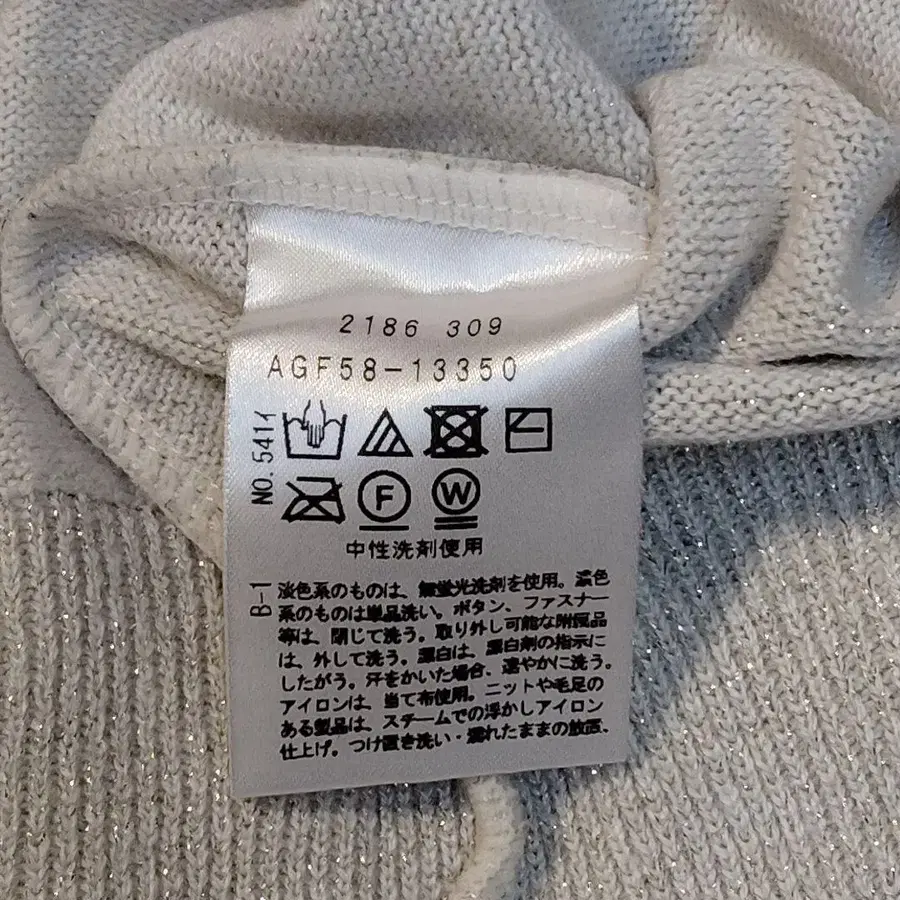 2186 309
AGF58-13350
NO.541イ
F W
中性洗剤使用
B-1
淡色系のものは、無蛍光洗剤を使用。濃色
系のものは単品洗い。ボタン、ファスナー
等は、閉じて洗う。取り外し可能な附属品
は、外して洗う。漂白は、漂白剤の指示に
したがう。汗をかいた場合、速やかに洗う。
アイロンは、当て布使用。ニットや毛足の
ある製品は、スチームでの浮かしアイロン
仕上げ。つけ置き洗い・濡れたままの放置、